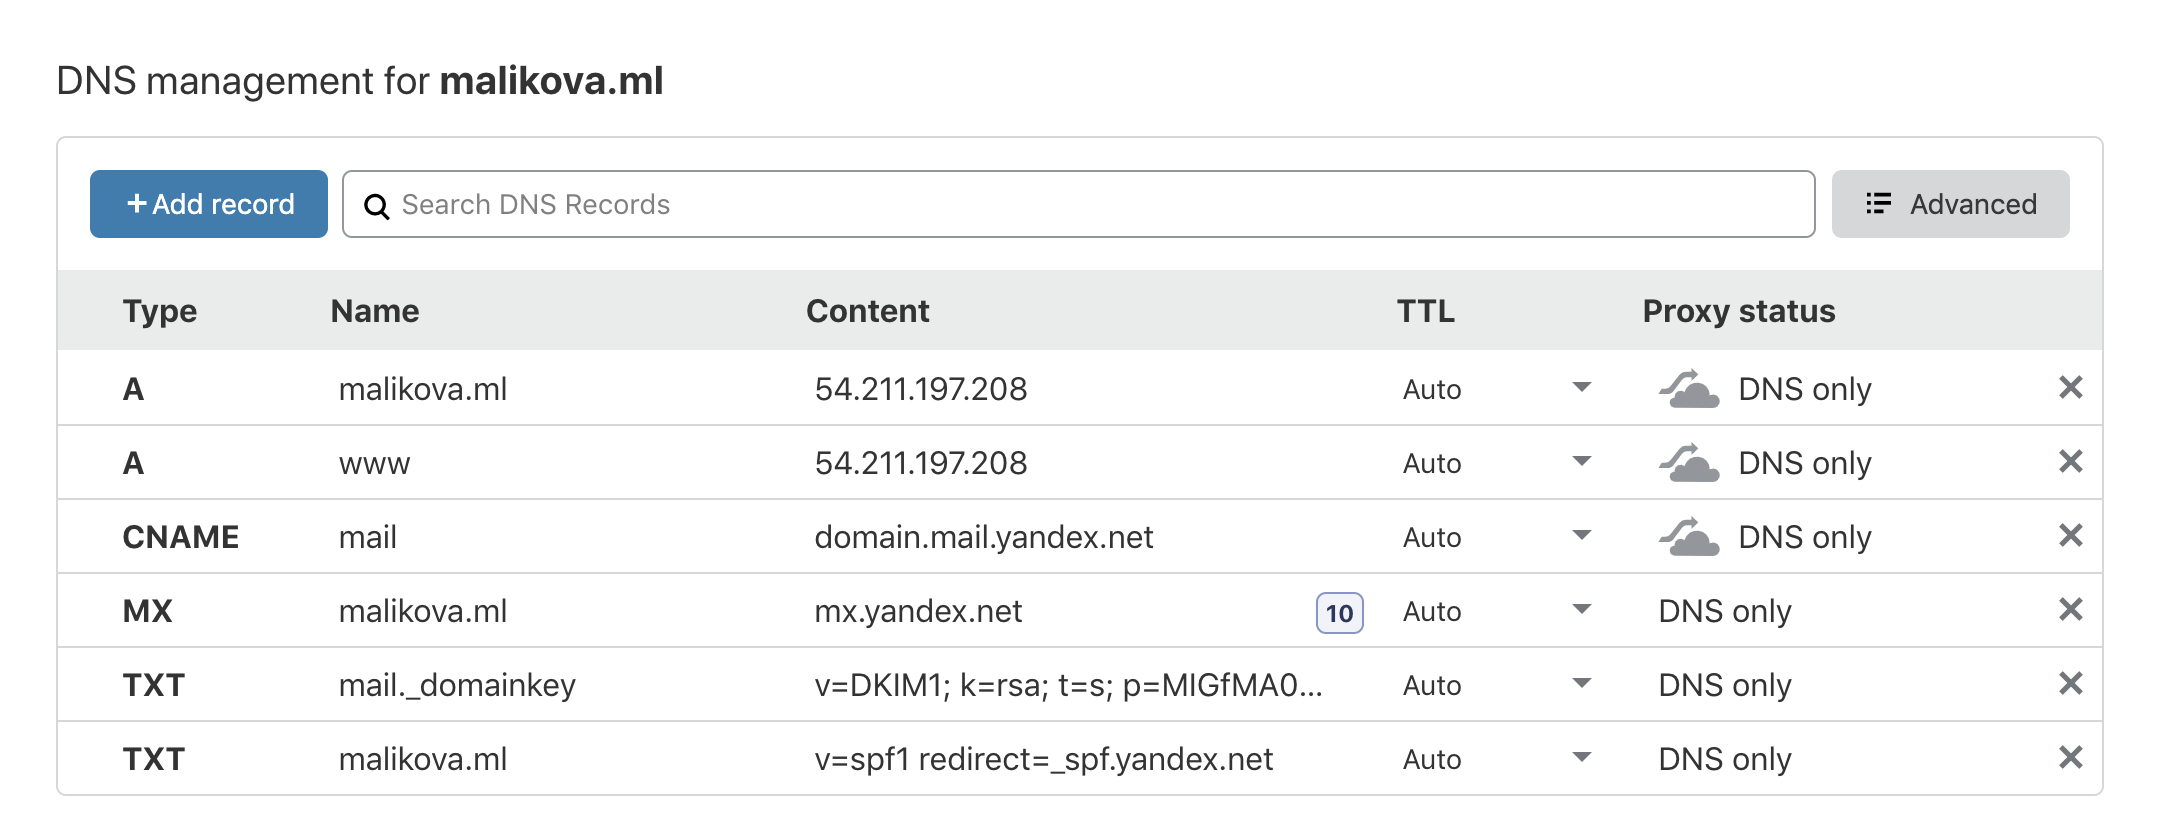 DNS management for malikova.ml
+ Add record Search DNS Records Advanced
Type Name Content TTL Proxy status
A malikova.ml 54.211.197.208 Auto DNS only
A www 54.211.197.208 Auto DNS only
CNAME mail domain.mail.yandex.net Auto DNS only
MX malikova.ml mx.yandex.net 10 Auto DNS only
TXT mail._domainkey v=DKIM1; k=rsa; t=s; p=MIGfMA0... Auto DNS only
TXT malikova.ml v=spf1 redirect=_spf.yandex.net Auto DNS only